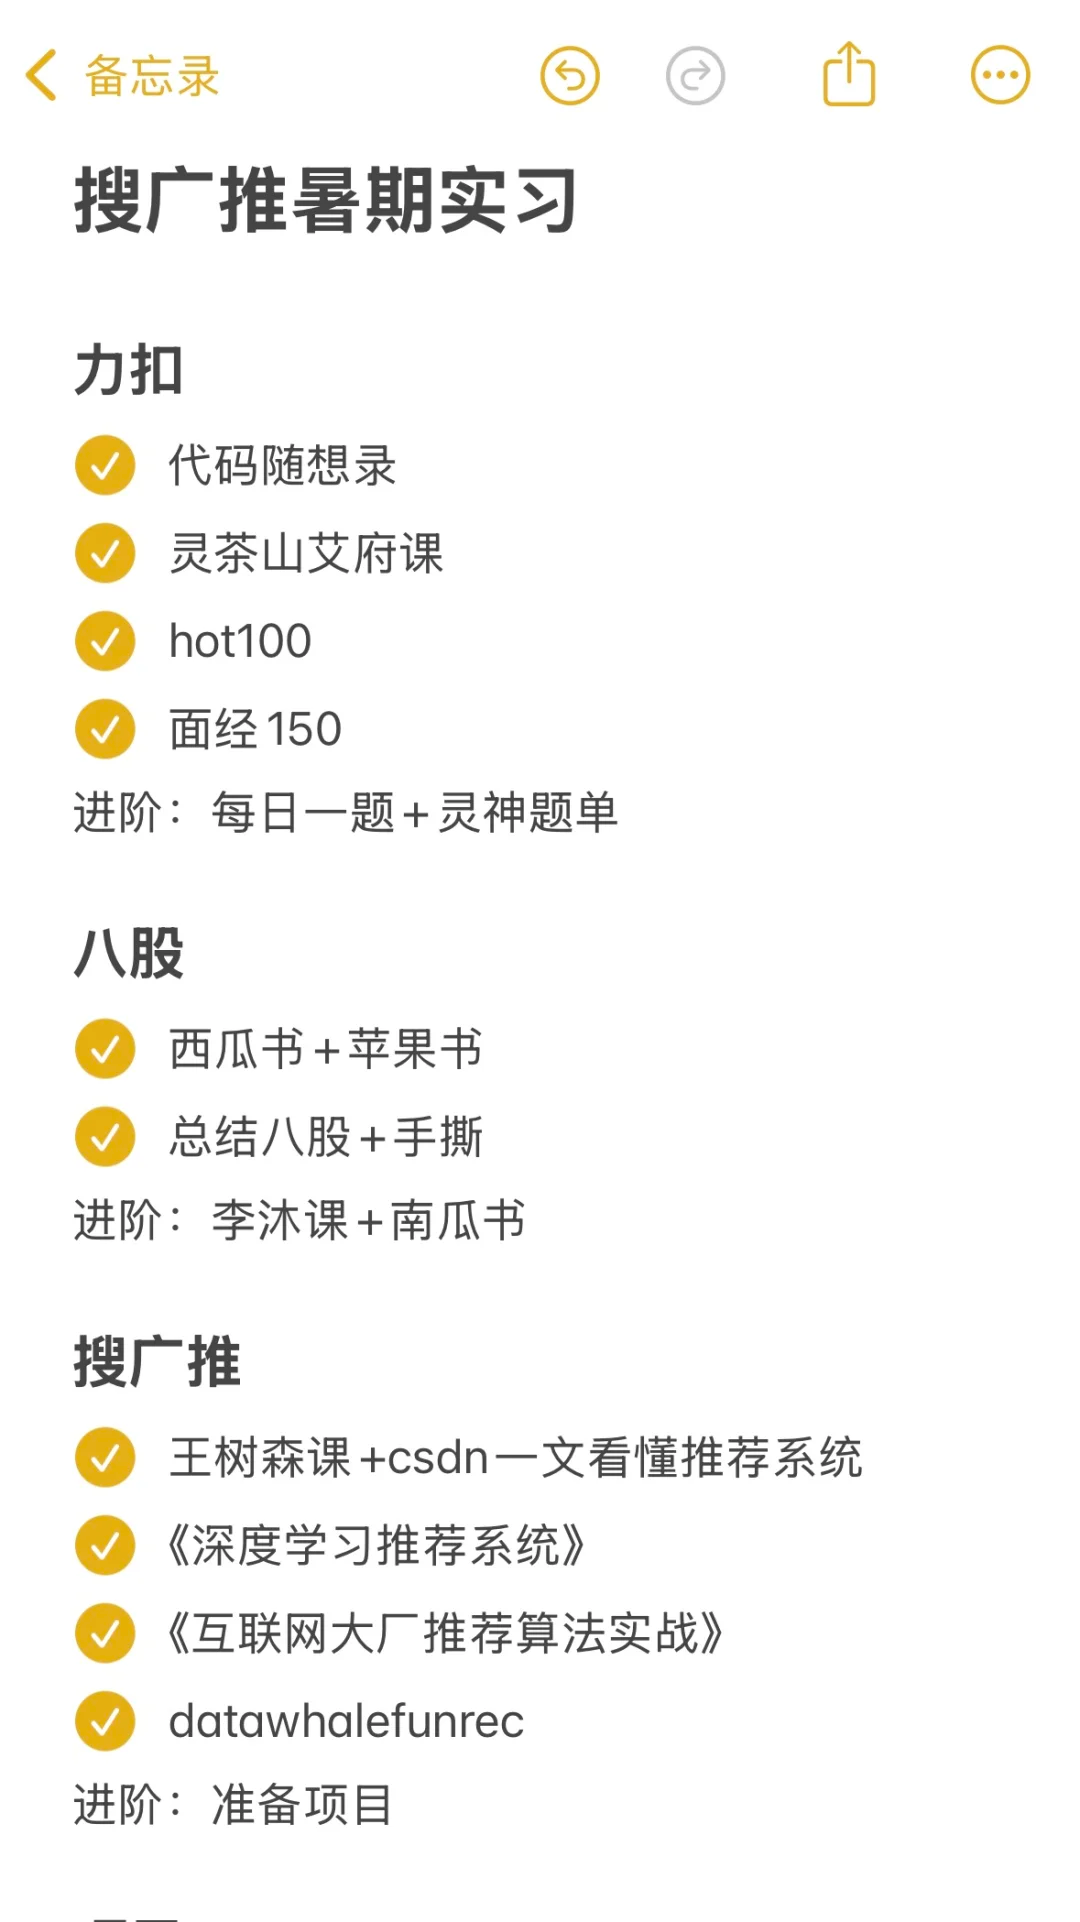 备忘录
搜广推暑期实习
力扣
代码随想录
灵茶山艾府课
hot100
面经150
进阶：每日一题+灵神题单
八股
西瓜书+苹果书
总结八股+手撕
进阶：李沐课+南瓜书
搜广推
王树森课+csdn一文看懂推荐系统
《深度学习推荐系统》
《互联网大厂推荐算法实战》
datawhalefunrec
进阶：准备项目